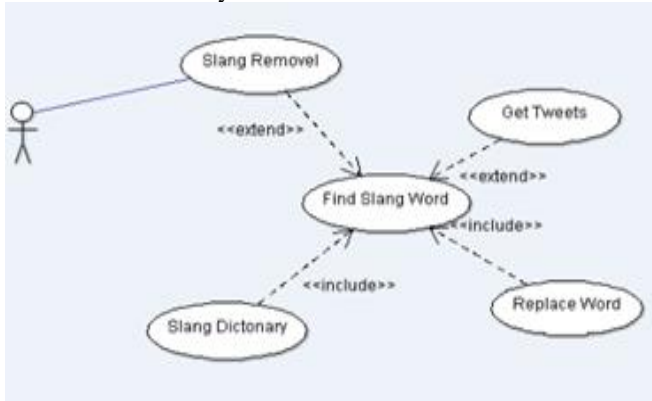 Slang Removel
Get Tweets
<<extend>>
<<extend>>
Find Slang Word
<<include>>
<<include>>
Replace Word
Slang Dictonary